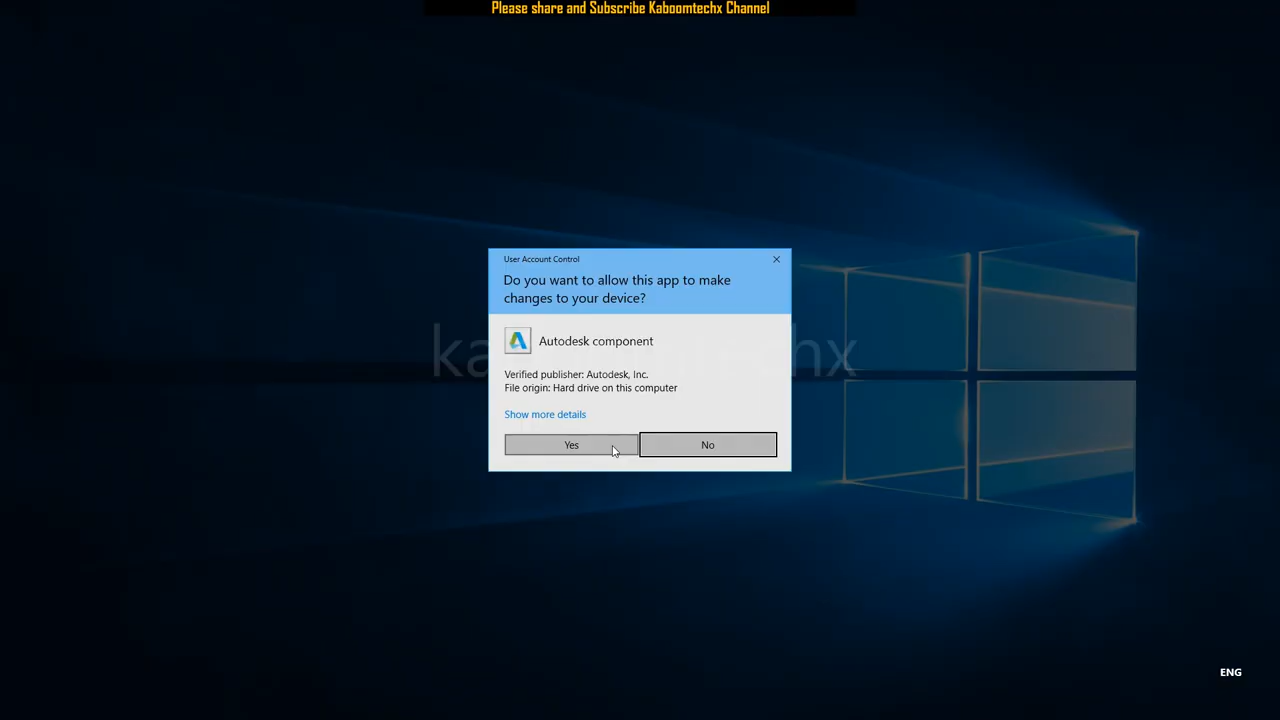 Please share and Subscribe Kaboomtechx Channel
User Account Control
Do you want to allow this app to make
changes to your device?
Autodesk component
kaboomtechx
Verified publisher: Autodesk, Inc.
File origin: Hard drive on this computer
Show more details
Yes
No
ENG